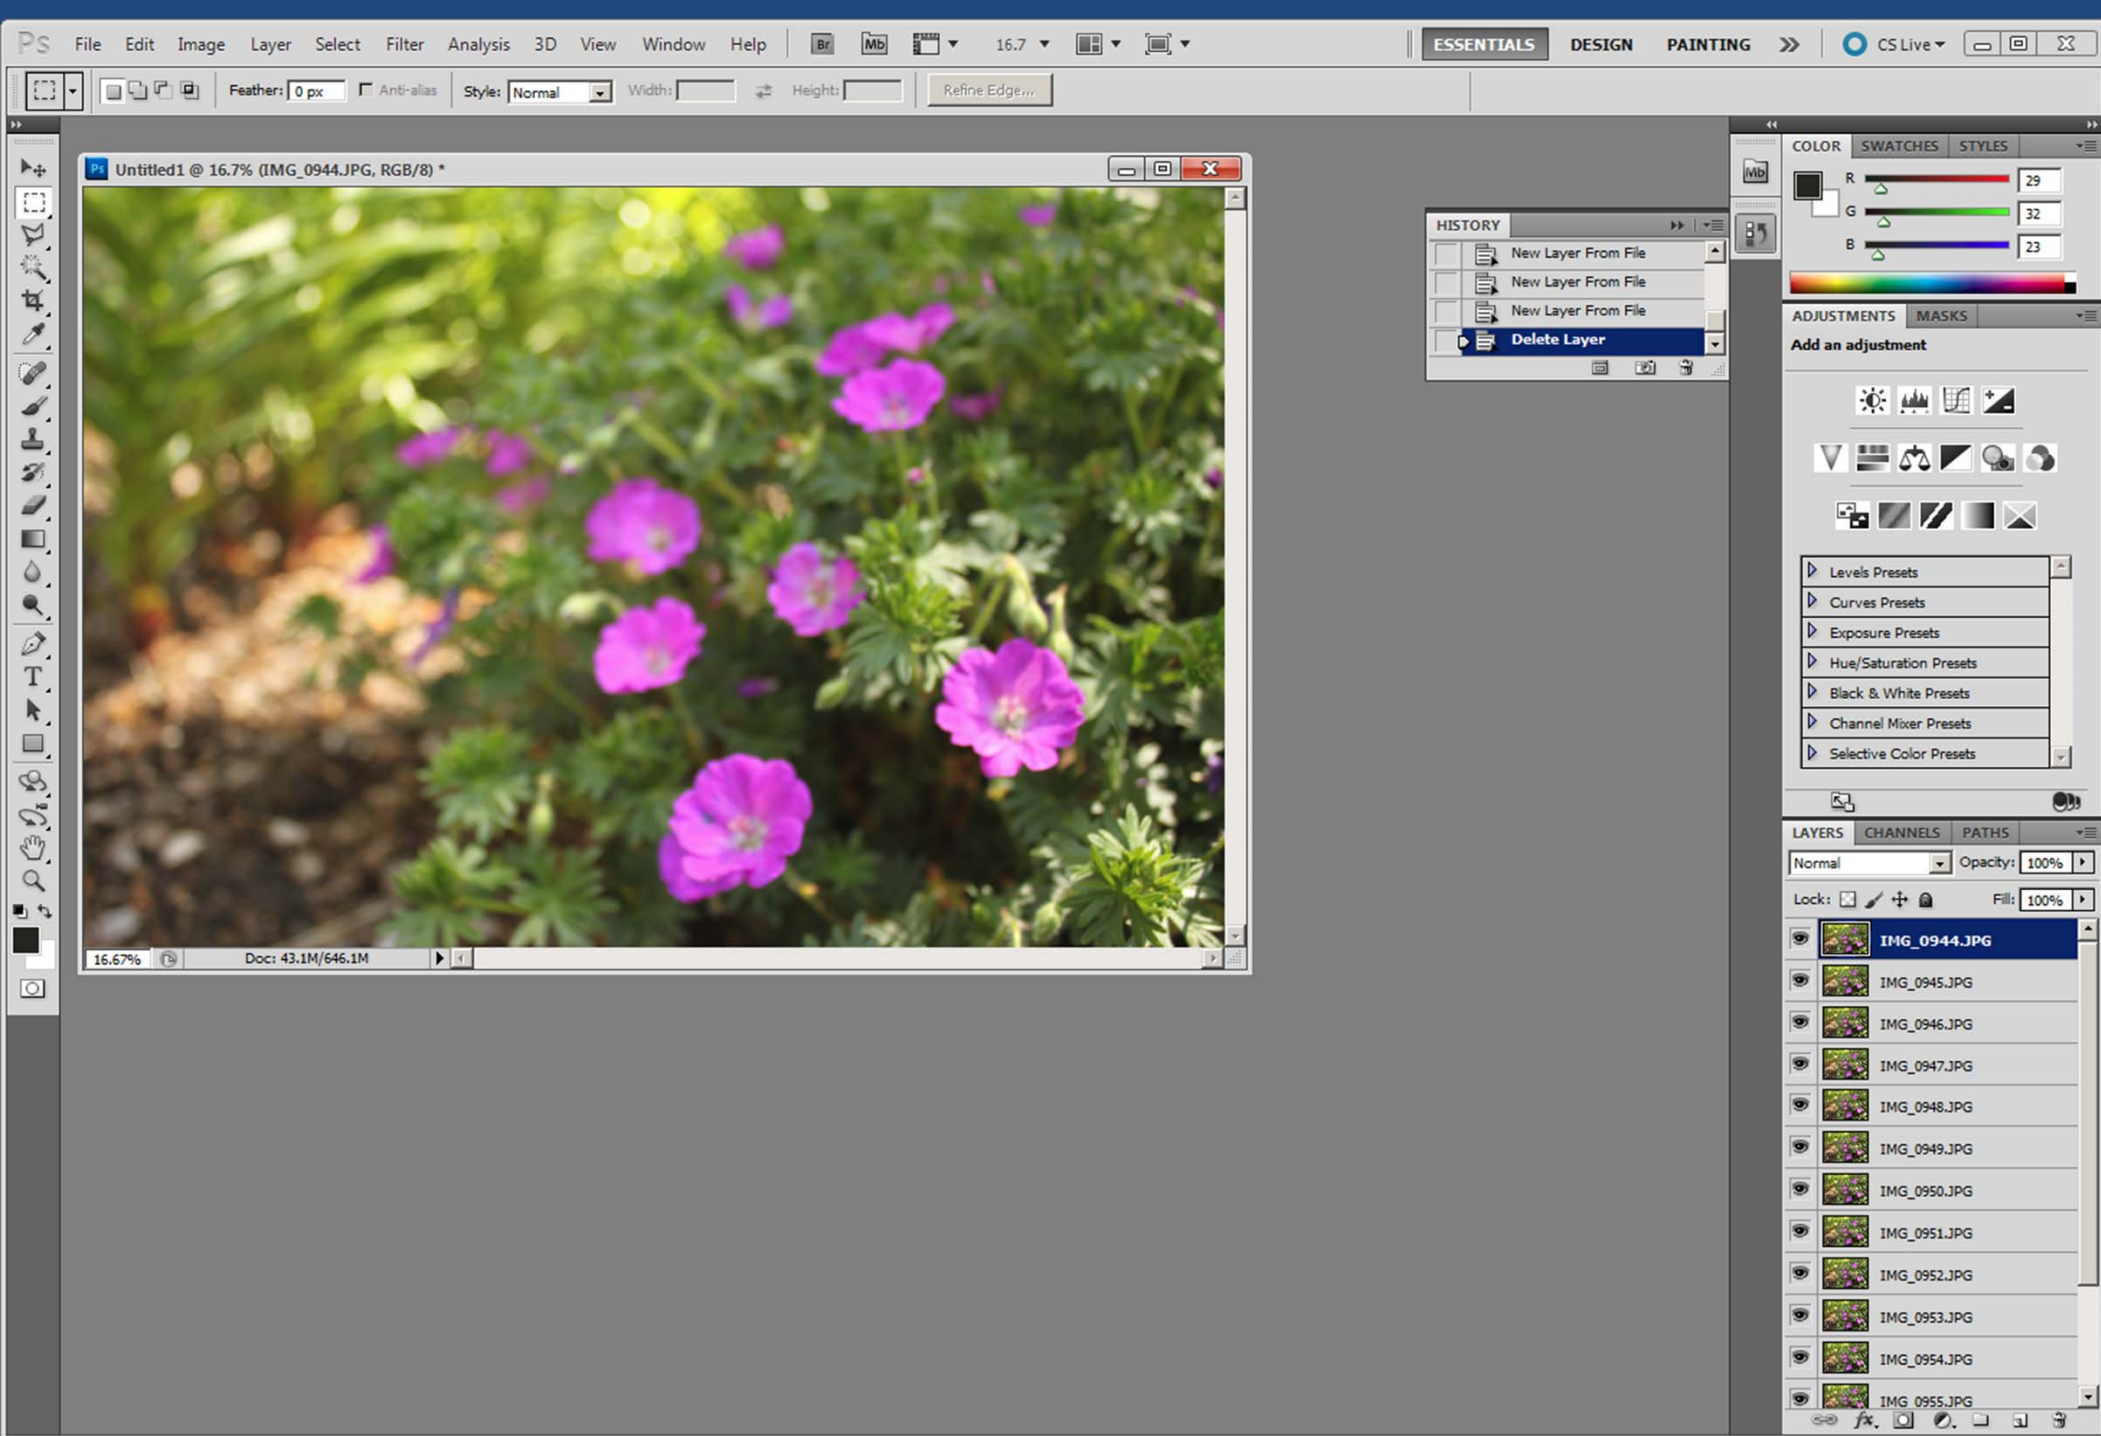 Ps File Edit Image Layer Select Filter Analysis 3D View Window Help Br Mb 16.7 ESSENTIALS DESIGN PAINTING CS Live
Feather: 0 px Anti-alias Style: Normal Width: Height: Refine Edge...
Ps Untitled1 @ 16.7% (IMG_0944.JPG, RGB/8) *
16.67% Doc: 43.1M/646.1M
HISTORY
New Layer From File
New Layer From File
New Layer From File
Delete Layer
Mb
COLOR SWATCHES STYLES
R 29
G 32
B 23
ADJUSTMENTS MASKS
Add an adjustment
Levels Presets
Curves Presets
Exposure Presets
Hue/Saturation Presets
Black & White Presets
Channel Mixer Presets
Selective Color Presets
LAYERS CHANNELS PATHS
Normal Opacity: 100%
Lock: Fill: 100%
IMG_0944.JPG
IMG_0945.JPG
IMG_0946.JPG
IMG_0947.JPG
IMG_0948.JPG
IMG_0949.JPG
IMG_0950.JPG
IMG_0951.JPG
IMG_0952.JPG
IMG_0953.JPG
IMG_0954.JPG
IMG_0955.JPG
fx